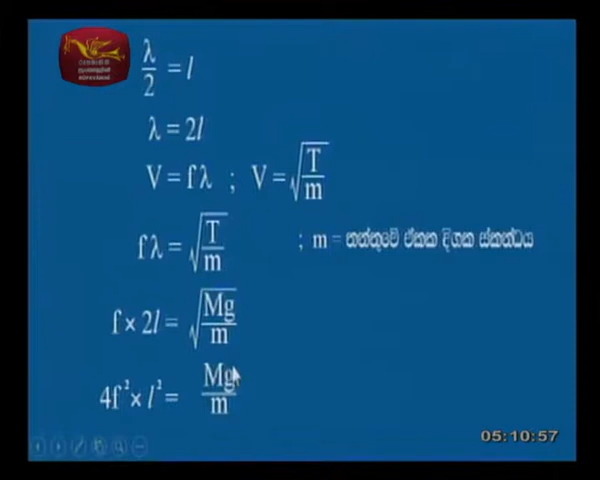 λ/2 = l
λ = 2l
V = fλ ; V = √(T/m)
fλ = √(T/m) ; m = තන්තුවේ ඒකක දිගක ස්කන්ධය
f × 2l = √(Mg/m)
4f² × l² = Mg/m
05:10:57